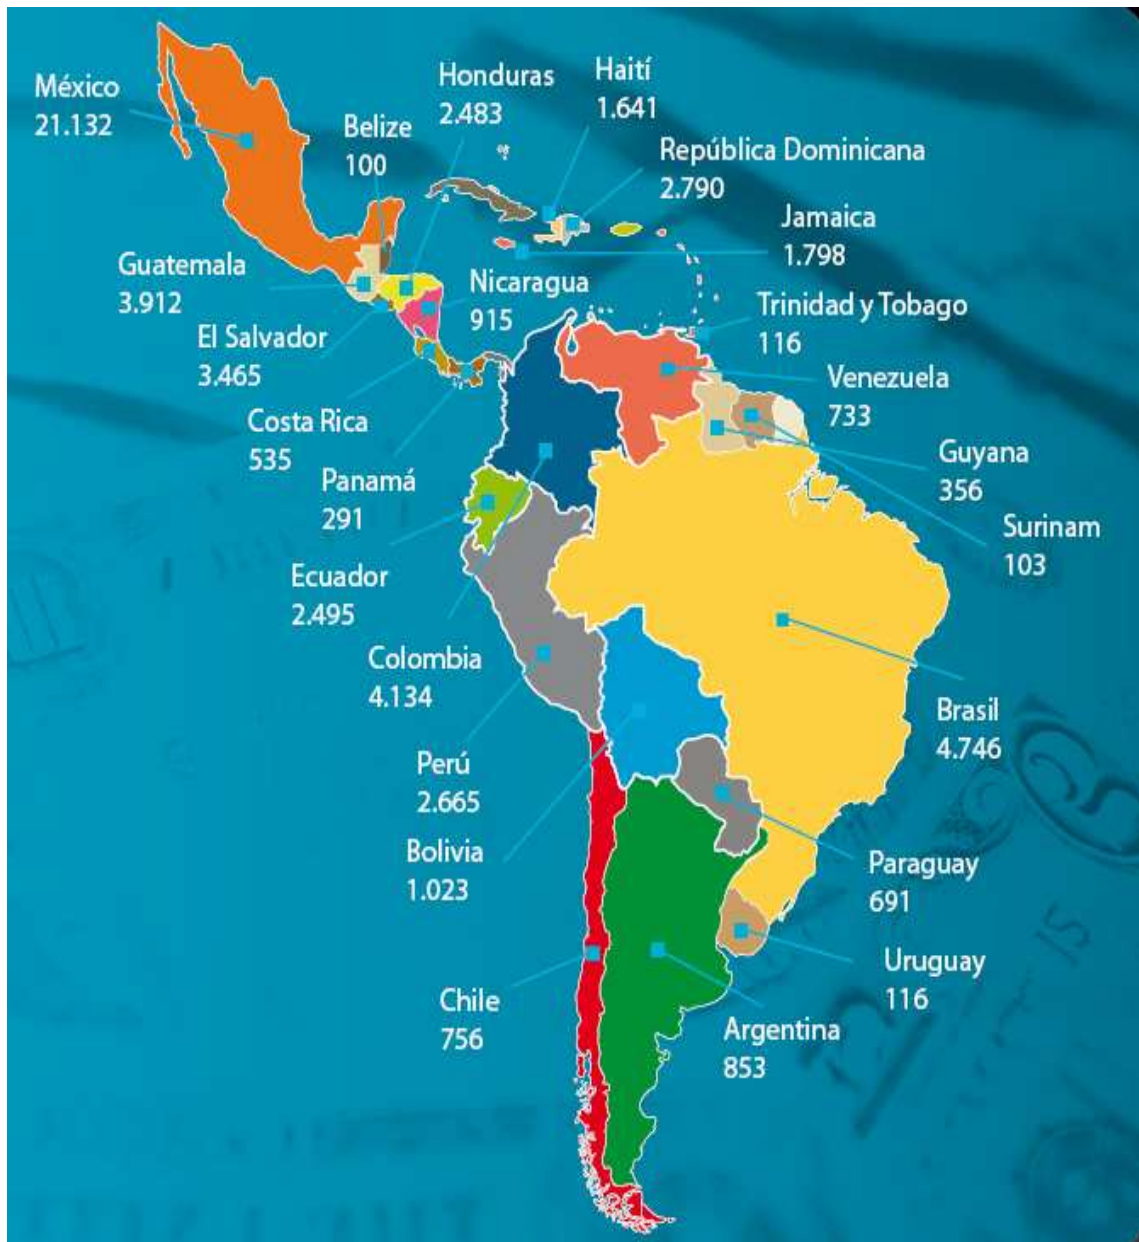 México
21.132
Honduras
2.483
Haití
1.641
Belize
100
República Dominicana
2.790
Jamaica
1.798
Guatemala
3.912
Nicaragua
915
Trinidad y Tobago
116
El Salvador
3.465
Venezuela
733
Costa Rica
535
Guyana
356
Panamá
291
Surinam
103
Ecuador
2.495
Colombia
4.134
Brasil
4.746
Perú
2.665
Bolivia
1.023
Paraguay
691
Uruguay
116
Chile
756
Argentina
853